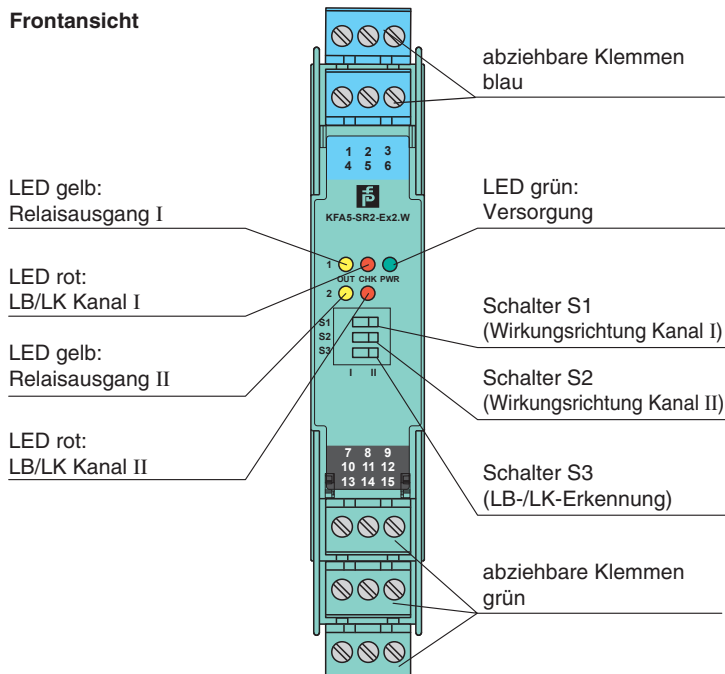 Frontansicht
abziehbare Klemmen
blau
1 2 3
4 5 6
LED gelb:
Relaisausgang I
LED grün:
Versorgung
KFA5-SR2-Ex2.W
1
OUT CHK PWR
2
LED rot:
LB/LK Kanal I
Schalter S1
(Wirkungsrichtung Kanal I)
S1
S2
S3
I II
LED gelb:
Relaisausgang II
Schalter S2
(Wirkungsrichtung Kanal II)
LED rot:
LB/LK Kanal II
7 8 9
10 11 12
13 14 15
Schalter S3
(LB-/LK-Erkennung)
abziehbare Klemmen
grün